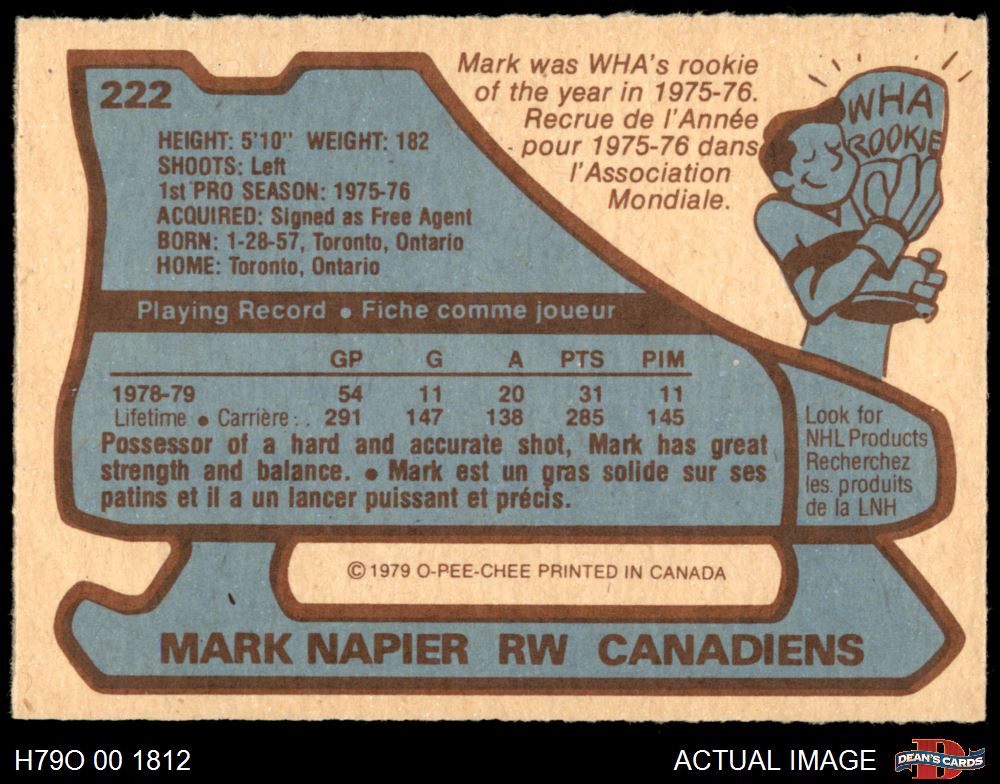 222
Mark was WHA's rookie
of the year in 1975-76.
Recrue de l'Année
pour 1975-76 dans
l'Association
Mondiale.
WHA
ROOKIE
HEIGHT: 5'10" WEIGHT: 182
SHOOTS: Left
1st PRO SEASON: 1975-76
ACQUIRED: Signed as Free Agent
BORN: 1-28-57, Toronto, Ontario
HOME: Toronto, Ontario
Playing Record • Fiche comme joueur
GP G A PTS PIM
1978-79 54 11 20 31 11
Lifetime • Carrière: . 291 147 138 285 145
Possessor of a hard and accurate shot, Mark has great
strength and balance. • Mark est un gras solide sur ses
patins et il a un lancer puissant et précis.
Look for
NHL Products
Recherchez
les produits
de la LNH
© 1979 O-PEE-CHEE PRINTED IN CANADA
MARK NAPIER RW CANADIENS
H79O 00 1812
ACTUAL IMAGE
D
DEAN'S CARDS